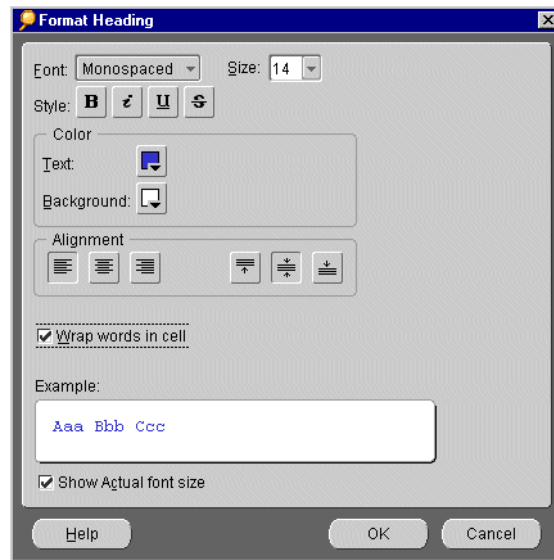 Format Heading
Font: Monospaced Size: 14
Style: B i U S
Color
Text:
Background:
Alignment
Wrap words in cell
Example:
Aaa Bbb Ccc
Show Actual font size
Help OK Cancel